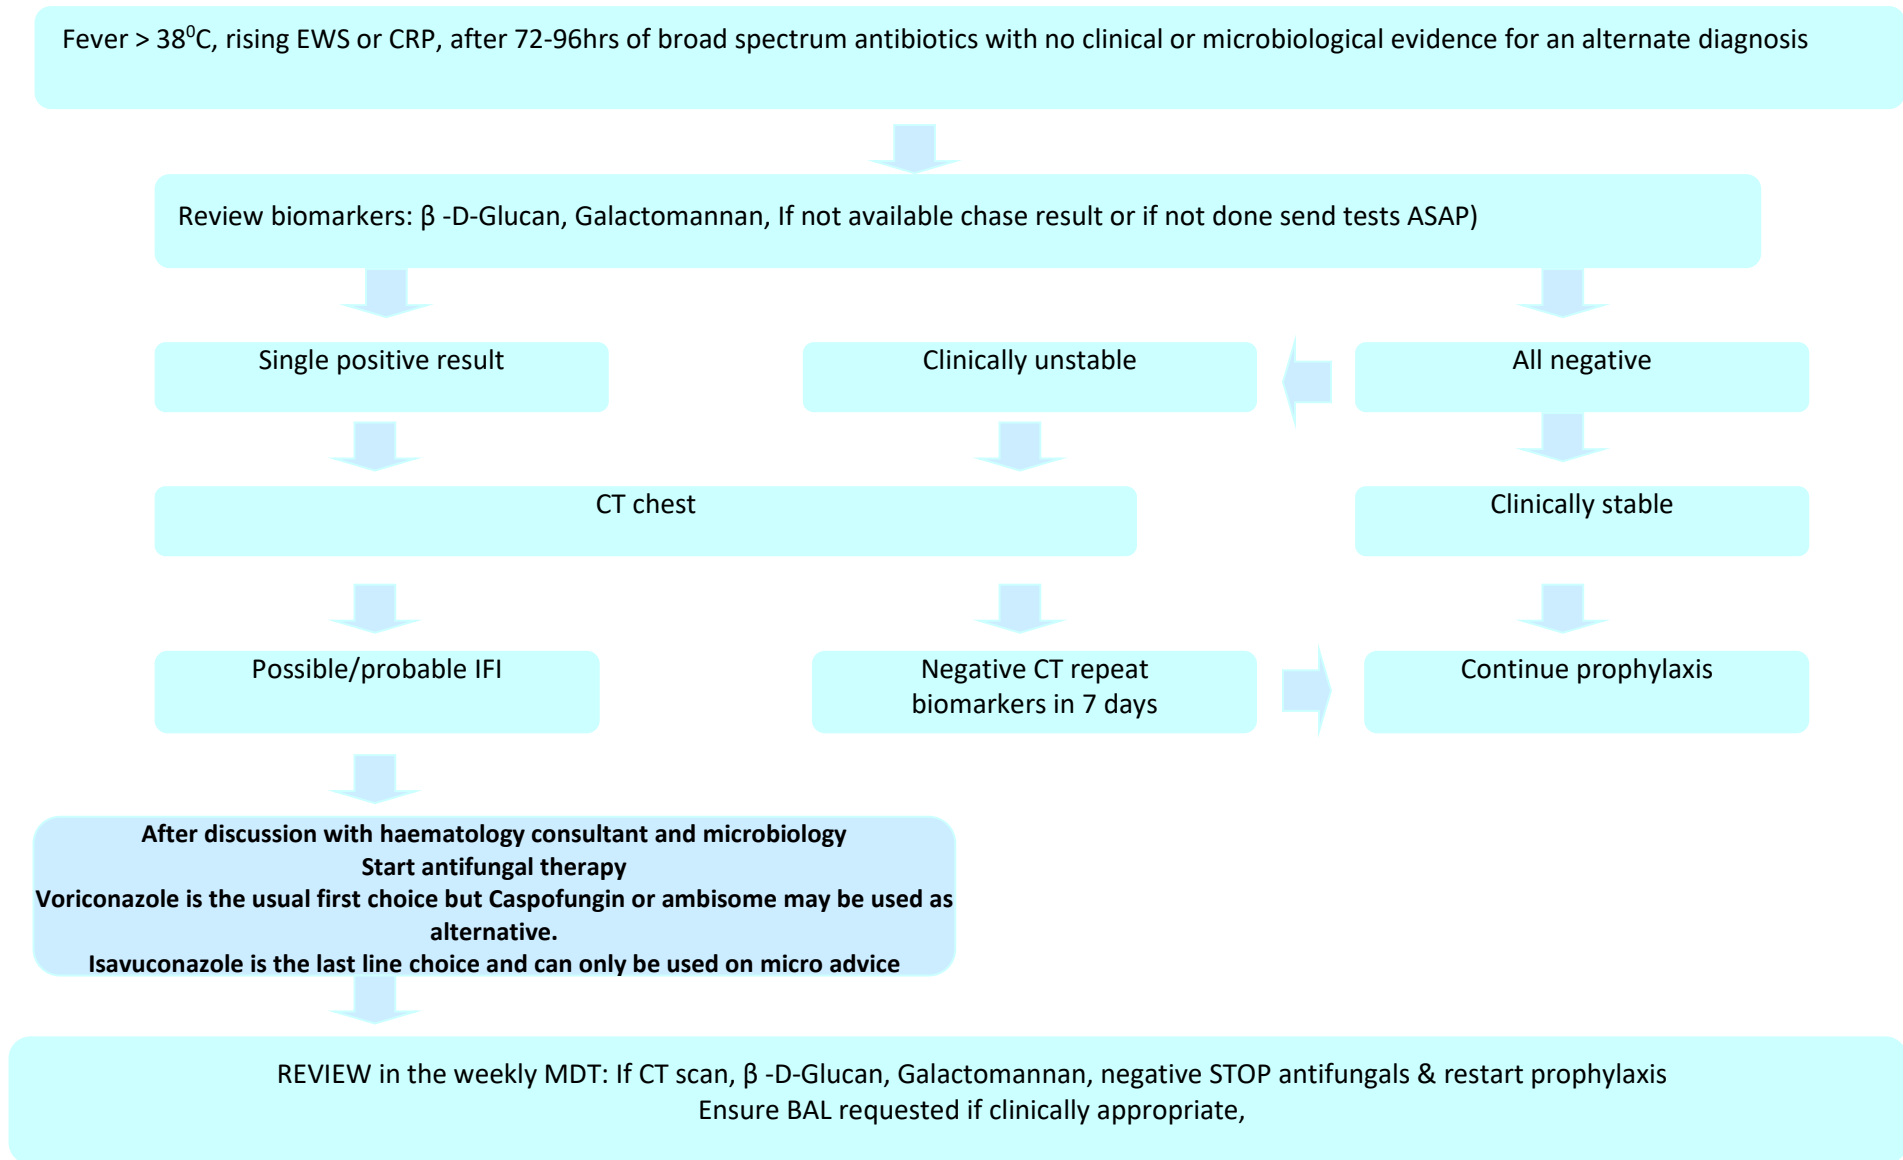 Fever > 38⁰C, rising EWS or CRP, after 72-96hrs of broad spectrum antibiotics with no clinical or microbiological evidence for an alternate diagnosis
Review biomarkers: β -D-Glucan, Galactomannan, If not available chase result or if not done send tests ASAP)
Single positive result
Clinically unstable
All negative
CT chest
Clinically stable
Possible/probable IFI
Negative CT repeat
biomarkers in 7 days
Continue prophylaxis
After discussion with haematology consultant and microbiology
Start antifungal therapy
Voriconazole is the usual first choice but Caspofungin or ambisome may be used as
alternative.
Isavuconazole is the last line choice and can only be used on micro advice
REVIEW in the weekly MDT: If CT scan, β -D-Glucan, Galactomannan, negative STOP antifungals & restart prophylaxis
Ensure BAL requested if clinically appropriate,